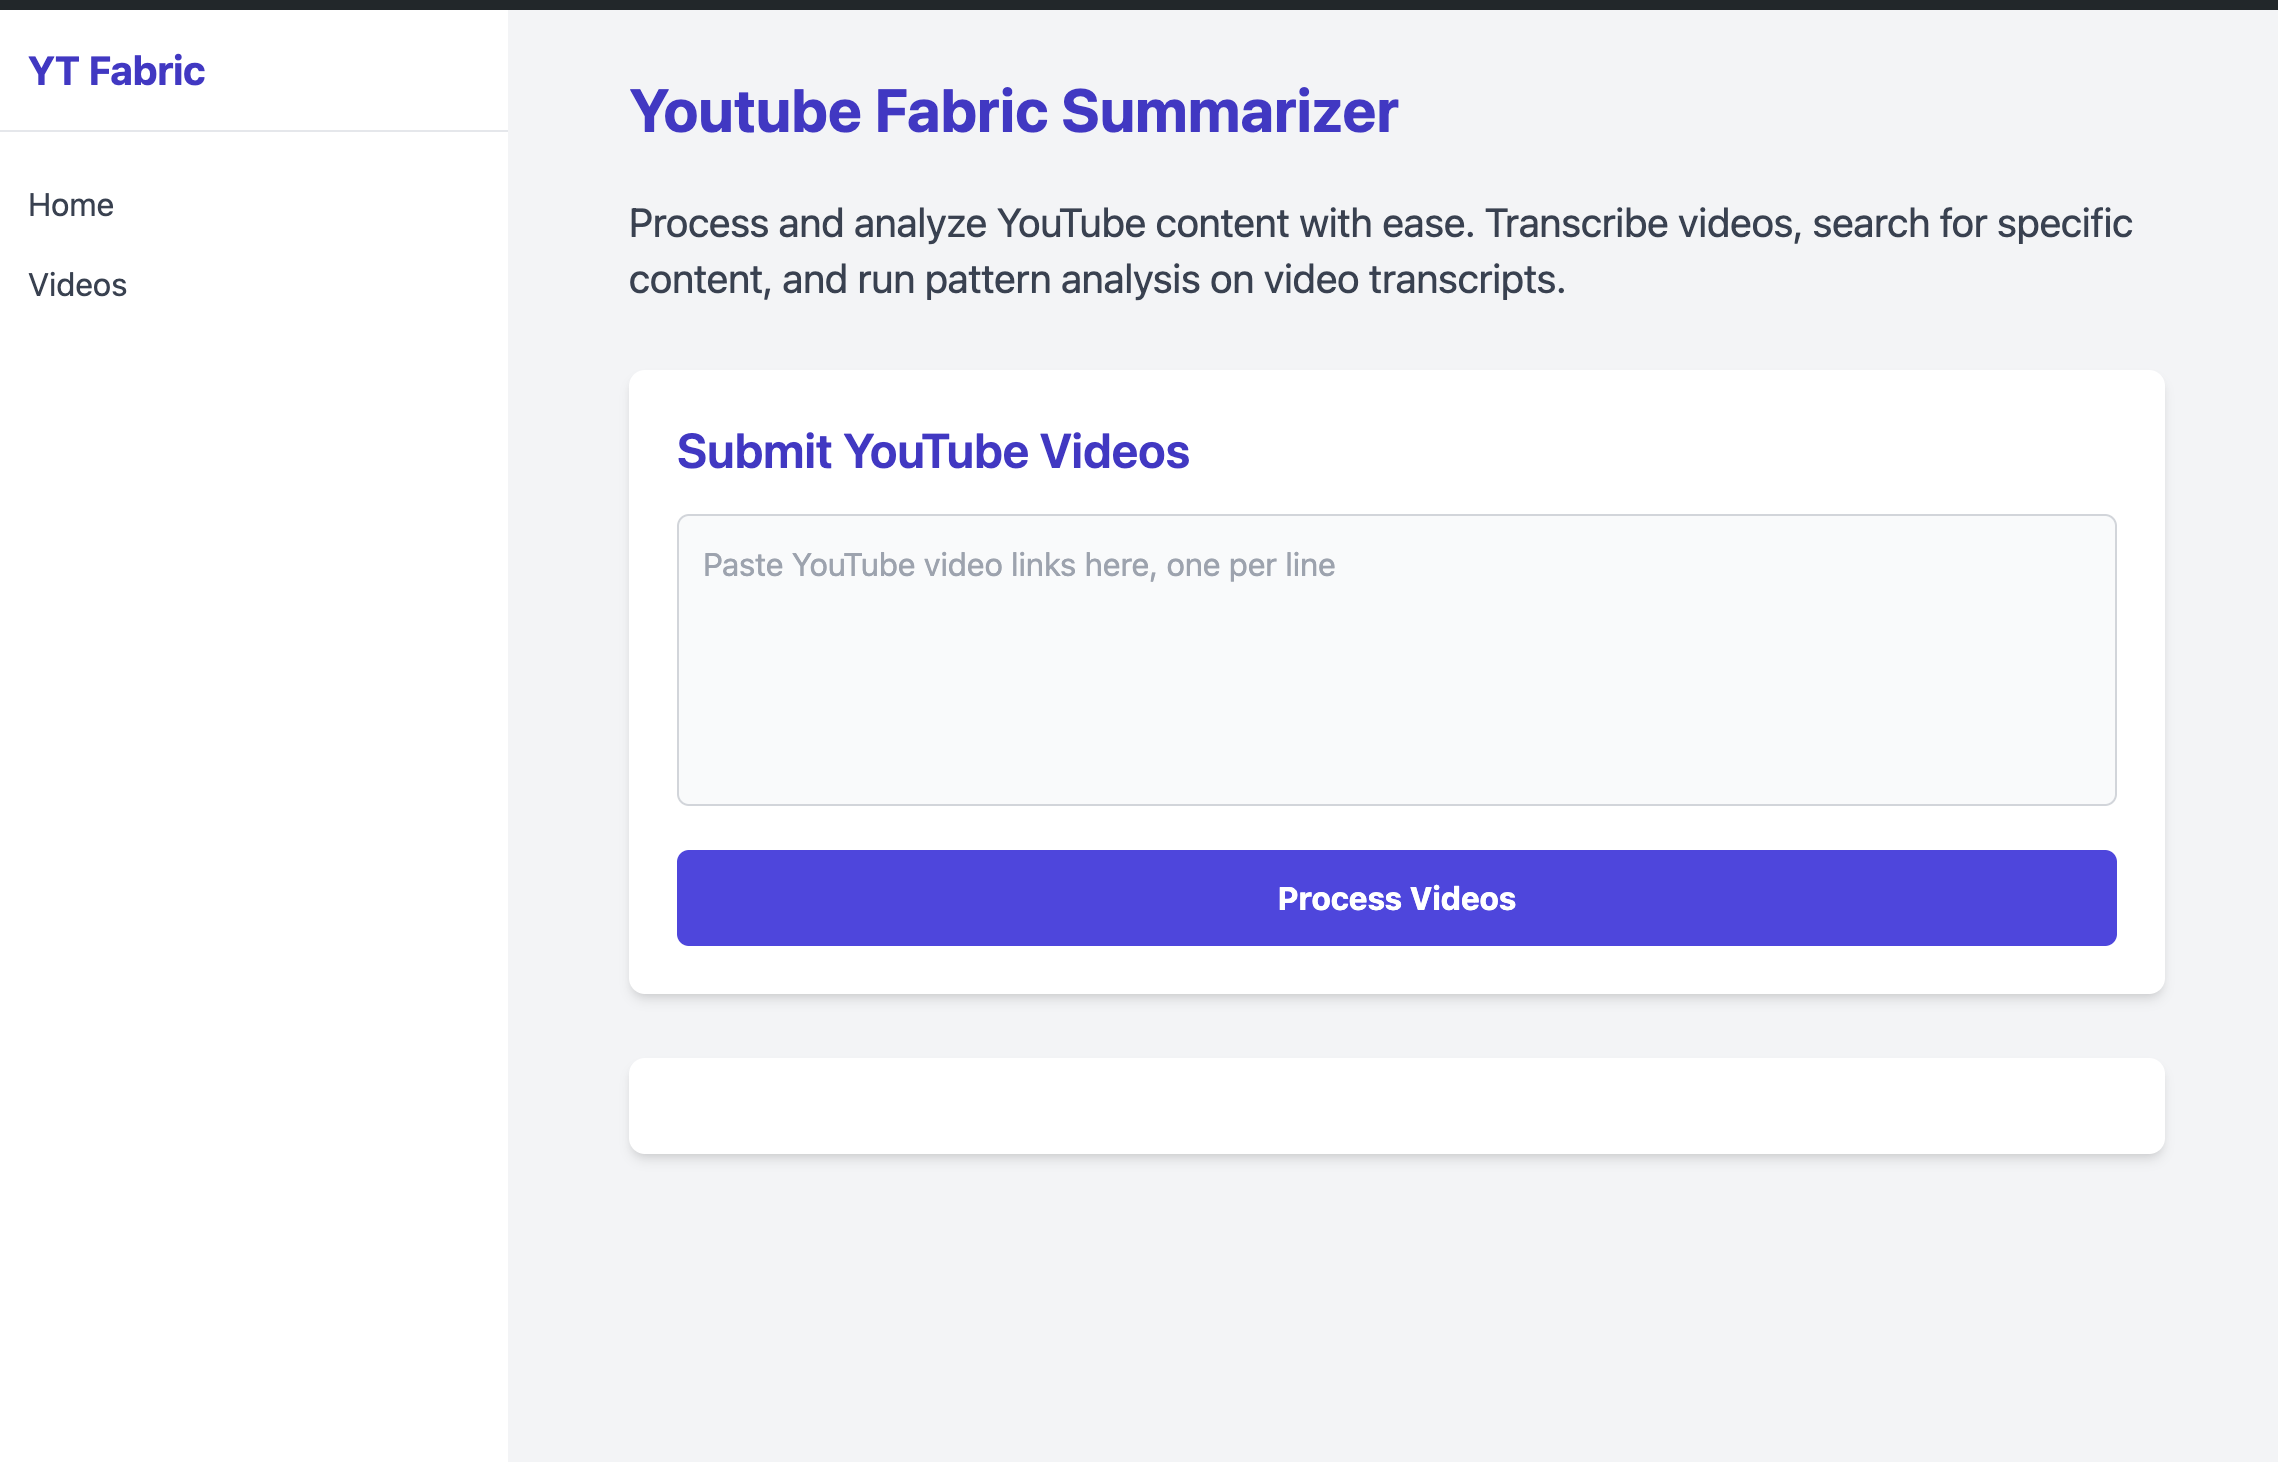 YT Fabric
Home
Videos
Youtube Fabric Summarizer
Process and analyze YouTube content with ease. Transcribe videos, search for specific
content, and run pattern analysis on video transcripts.
Submit YouTube Videos
Paste YouTube video links here, one per line
Process Videos